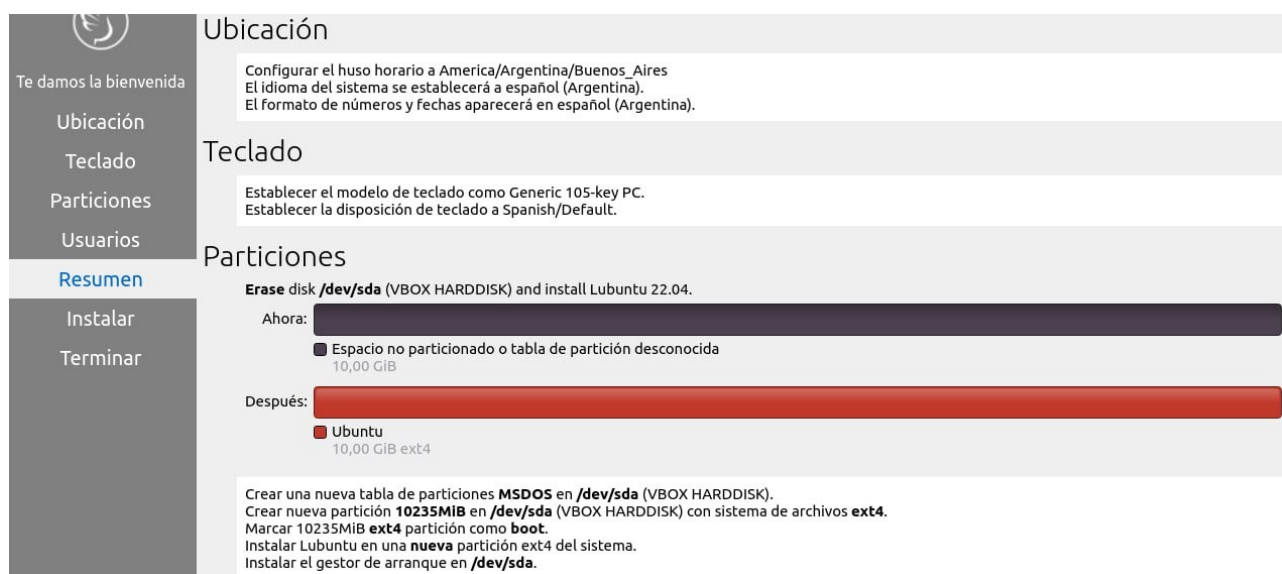 Te damos la bienvenida
Ubicación
Teclado
Particiones
Usuarios
Resumen
Instalar
Terminar
Ubicación
Configurar el huso horario a America/Argentina/Buenos_Aires
El idioma del sistema se establecerá a español (Argentina).
El formato de números y fechas aparecerá en español (Argentina).
Teclado
Establecer el modelo de teclado como Generic 105-key PC.
Establecer la disposición de teclado a Spanish/Default.
Particiones
Erase disk /dev/sda (VBOX HARDDISK) and install Lubuntu 22.04.
Ahora:
Espacio no particionado o tabla de partición desconocida
10,00 GiB
Después:
Ubuntu
10,00 GiB ext4
Crear una nueva tabla de particiones MSDOS en /dev/sda (VBOX HARDDISK).
Crear nueva partición 10235MiB en /dev/sda (VBOX HARDDISK) con sistema de archivos ext4.
Marcar 10235MiB ext4 partición como boot.
Instalar Lubuntu en una nueva partición ext4 del sistema.
Instalar el gestor de arranque en /dev/sda.